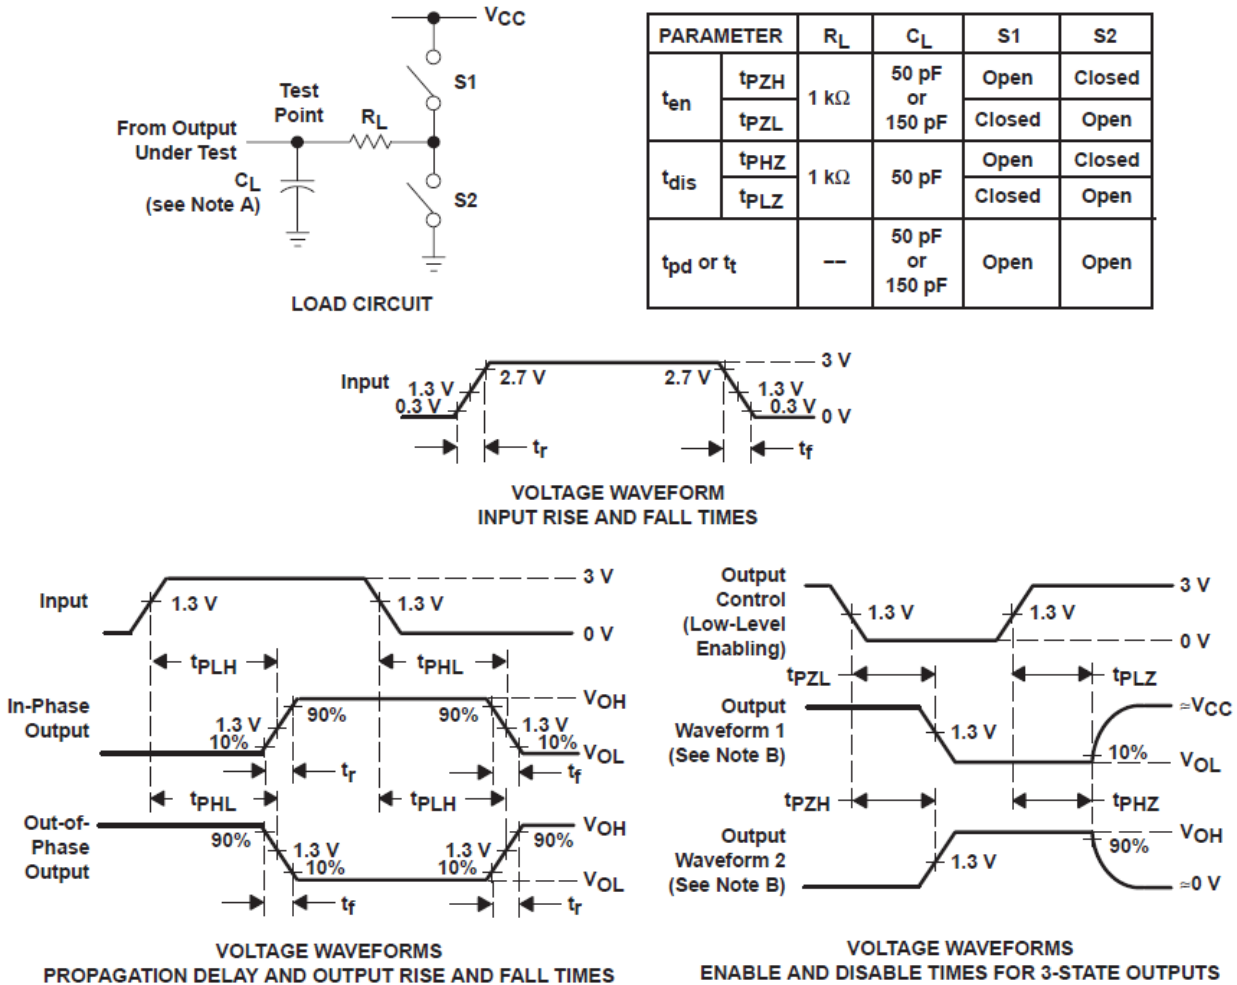 VCC
S1
Test
Point
RL
From Output
Under Test
CL
(see Note A)
S2
LOAD CIRCUIT
PARAMETER RL CL S1 S2
ten tPZH 1 kΩ 50 pF or 150 pF Open Closed
tPZL Closed Open
tdis tPHZ 1 kΩ 50 pF Open Closed
tPLZ Closed Open
tpd or tt –– 50 pF or 150 pF Open Open
3 V
Input
2.7 V 2.7 V
1.3 V 1.3 V
0.3 V 0.3 V
0 V
tr tf
VOLTAGE WAVEFORM
INPUT RISE AND FALL TIMES
3 V
Input 1.3 V 1.3 V
0 V
tPLH tPHL
In-Phase
Output
VOH
90% 90%
1.3 V 1.3 V
10% 10%
VOL
tr tf
tPHL tPLH
Out-of-
Phase
Output
VOH
90% 90%
1.3 V 1.3 V
10% 10%
VOL
tf tr
VOLTAGE WAVEFORMS
PROPAGATION DELAY AND OUTPUT RISE AND FALL TIMES
Output
Control
(Low-Level
Enabling)
3 V
1.3 V 1.3 V
0 V
tPZL tPLZ
Output
Waveform 1
(See Note B)
≈VCC
1.3 V
10%
VOL
tPZH tPHZ
Output
Waveform 2
(See Note B)
VOH
90%
1.3 V
≈0 V
VOLTAGE WAVEFORMS
ENABLE AND DISABLE TIMES FOR 3-STATE OUTPUTS